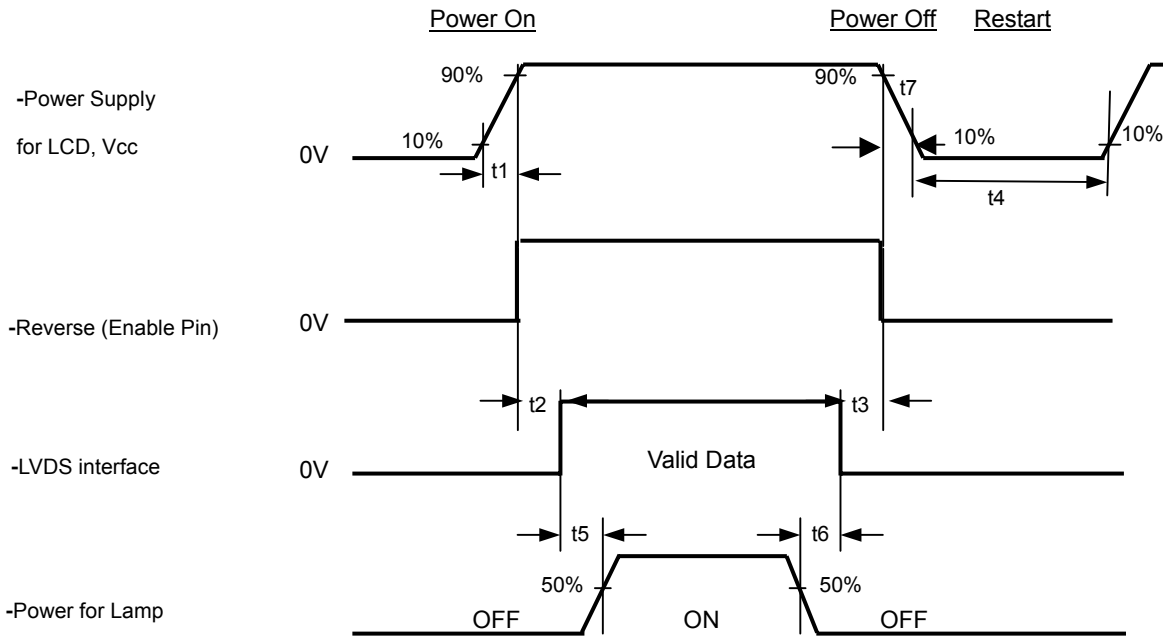 Power On Power Off Restart
90% 90% t7
-Power Supply
for LCD, Vcc
10% 10% 10%
0V
t1 t4
-Reverse (Enable Pin) 0V
t2 t3
-LVDS interface 0V Valid Data
t5 t6
50% 50%
-Power for Lamp OFF ON OFF